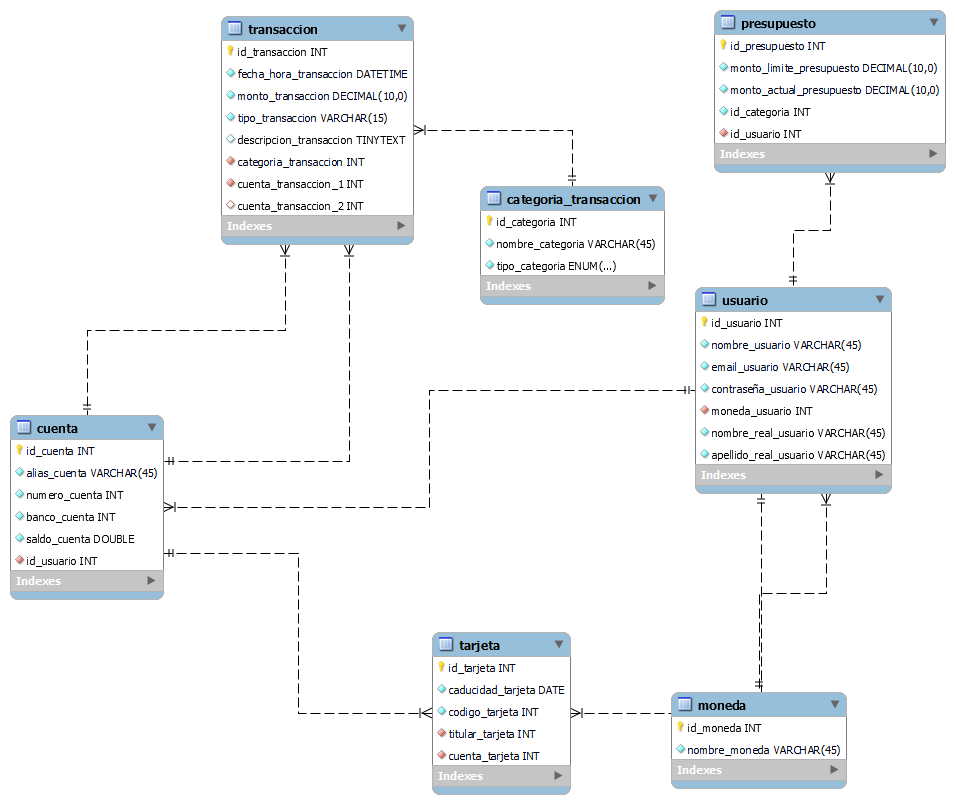 transaccion
id_transaccion INT
fecha_hora_transaccion DATETIME
monto_transaccion DECIMAL(10,0)
tipo_transaccion VARCHAR(15)
descripcion_transaccion TINYTEXT
categoria_transaccion INT
cuenta_transaccion_1 INT
cuenta_transaccion_2 INT
Indexes
presupuesto
id_presupuesto INT
monto_limite_presupuesto DECIMAL(10,0)
monto_actual_presupuesto DECIMAL(10,0)
id_categoria INT
id_usuario INT
Indexes
categoria_transaccion
id_categoria INT
nombre_categoria VARCHAR(45)
tipo_categoria ENUM(...)
Indexes
usuario
id_usuario INT
nombre_usuario VARCHAR(45)
email_usuario VARCHAR(45)
contraseña_usuario VARCHAR(45)
moneda_usuario INT
nombre_real_usuario VARCHAR(45)
apellido_real_usuario VARCHAR(45)
Indexes
cuenta
id_cuenta INT
alias_cuenta VARCHAR(45)
numero_cuenta INT
banco_cuenta INT
saldo_cuenta DOUBLE
id_usuario INT
Indexes
tarjeta
id_tarjeta INT
caducidad_tarjeta DATE
codigo_tarjeta INT
titular_tarjeta INT
cuenta_tarjeta INT
Indexes
moneda
id_moneda INT
nombre_moneda VARCHAR(45)
Indexes